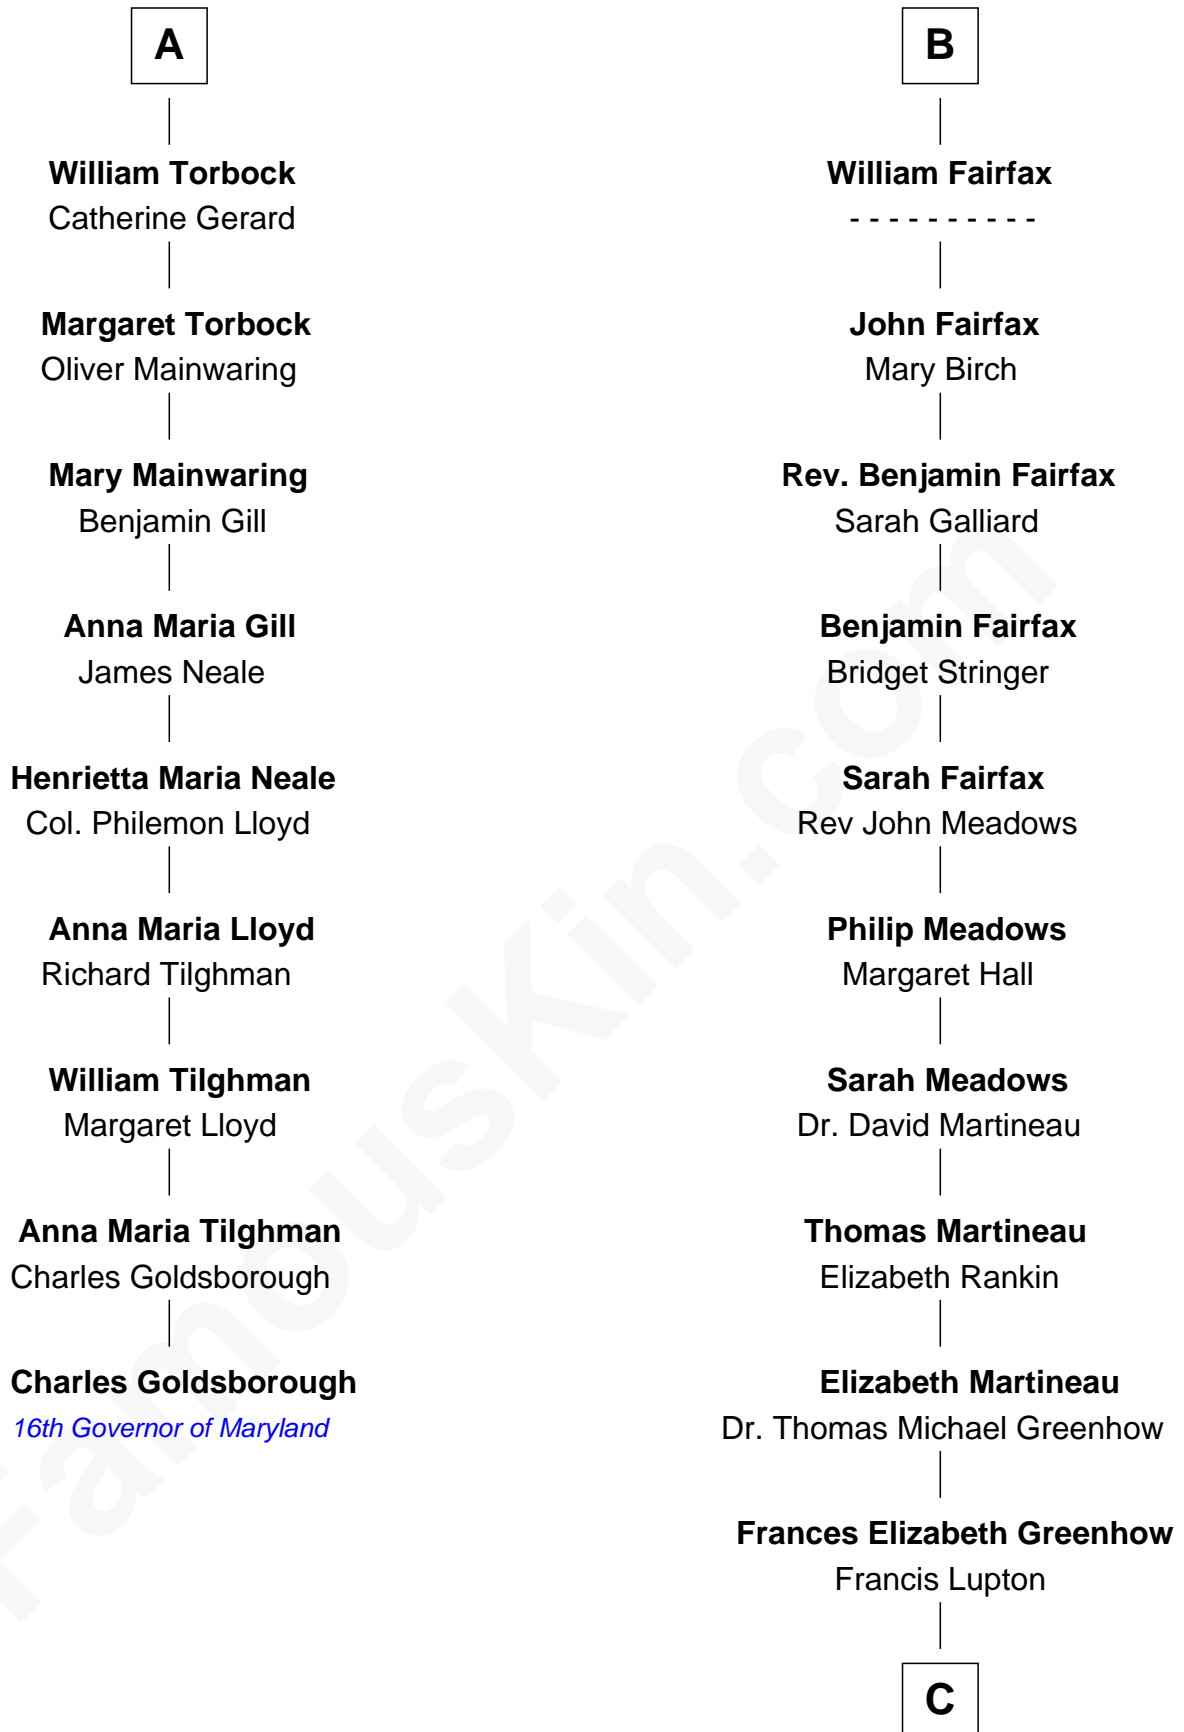 A
William Torbock
Catherine Gerard
Margaret Torbock
Oliver Mainwaring
Mary Mainwaring
Benjamin Gill
Anna Maria Gill
James Neale
Henrietta Maria Neale
Col. Philemon Lloyd
Anna Maria Lloyd
Richard Tilghman
William Tilghman
Margaret Lloyd
Anna Maria Tilghman
Charles Goldsborough
Charles Goldsborough
16th Governor of Maryland
B
William Fairfax
- - - - - - - - - -
John Fairfax
Mary Birch
Rev. Benjamin Fairfax
Sarah Galliard
Benjamin Fairfax
Bridget Stringer
Sarah Fairfax
Rev John Meadows
Philip Meadows
Margaret Hall
Sarah Meadows
Dr. David Martineau
Thomas Martineau
Elizabeth Rankin
Elizabeth Martineau
Dr. Thomas Michael Greenhow
Frances Elizabeth Greenhow
Francis Lupton
C
FamousKin.com